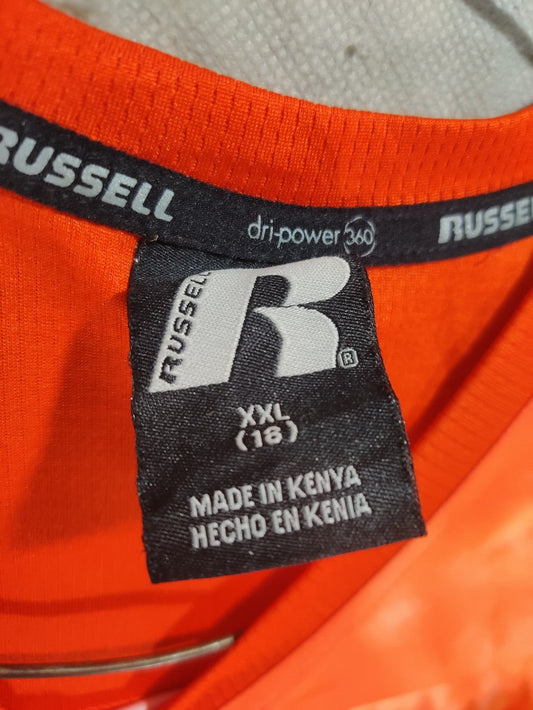 RUSSELL dri-power 360 RUSSELL
RUSSELL R ®
XXL
(18)
MADE IN KENYA
HECHO EN KENIA